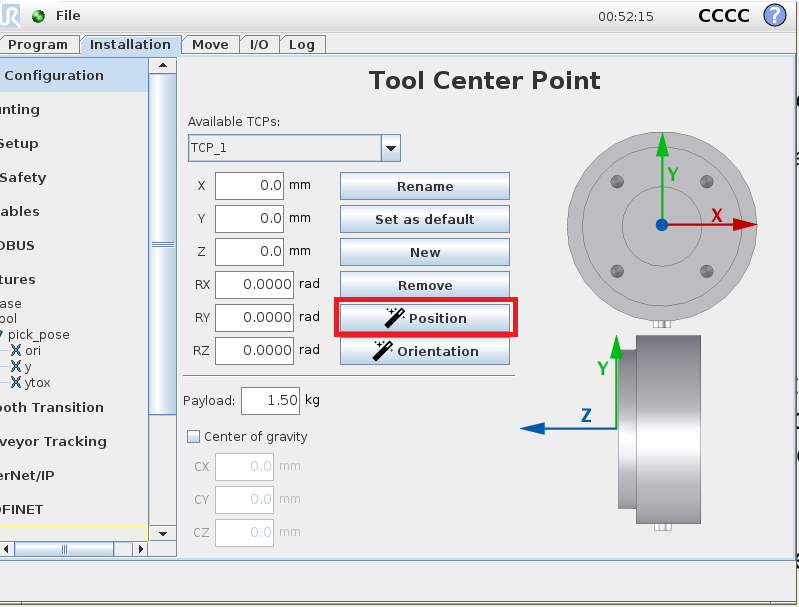 R File 00:52:15 CCCC ?
Program Installation Move I/O Log
Configuration
unting
Setup
Safety
ables
DBUS
tures
ase
ool
pick_pose
ori
y
ytox
ooth Transition
veyor Tracking
erNet/IP
OFINET
Tool Center Point
Available TCPs:
TCP_1
X 0.0 mm Rename
Y 0.0 mm Set as default
Z 0.0 mm New
RX 0.0000 rad Remove
RY 0.0000 rad Position
RZ 0.0000 rad Orientation
Payload: 1.50 kg
Center of gravity
CX 0.0 mm
CY 0.0 mm
CZ 0.0 mm
Y
X
Y
Z